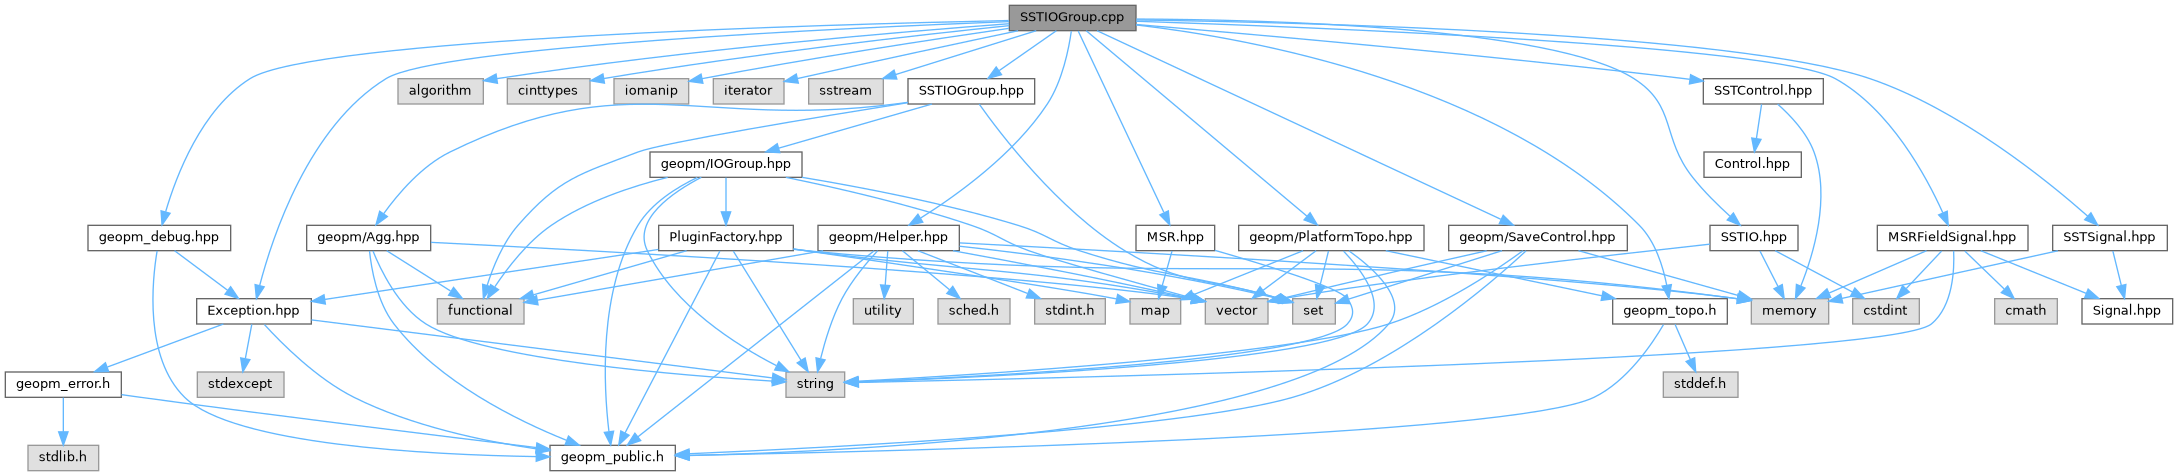 SSTIOGroup.cpp
algorithm
cinttypes
iomanip
iterator
sstream
SSTIOGroup.hpp
SSTControl.hpp
geopm/IOGroup.hpp
Control.hpp
geopm_debug.hpp
geopm/Agg.hpp
PluginFactory.hpp
geopm/Helper.hpp
MSR.hpp
geopm/PlatformTopo.hpp
geopm/SaveControl.hpp
SSTIO.hpp
MSRFieldSignal.hpp
SSTSignal.hpp
Exception.hpp
functional
utility
sched.h
stdint.h
map
vector
set
geopm_topo.h
memory
cstdint
cmath
Signal.hpp
geopm_error.h
stdexcept
string
stddef.h
stdlib.h
geopm_public.h